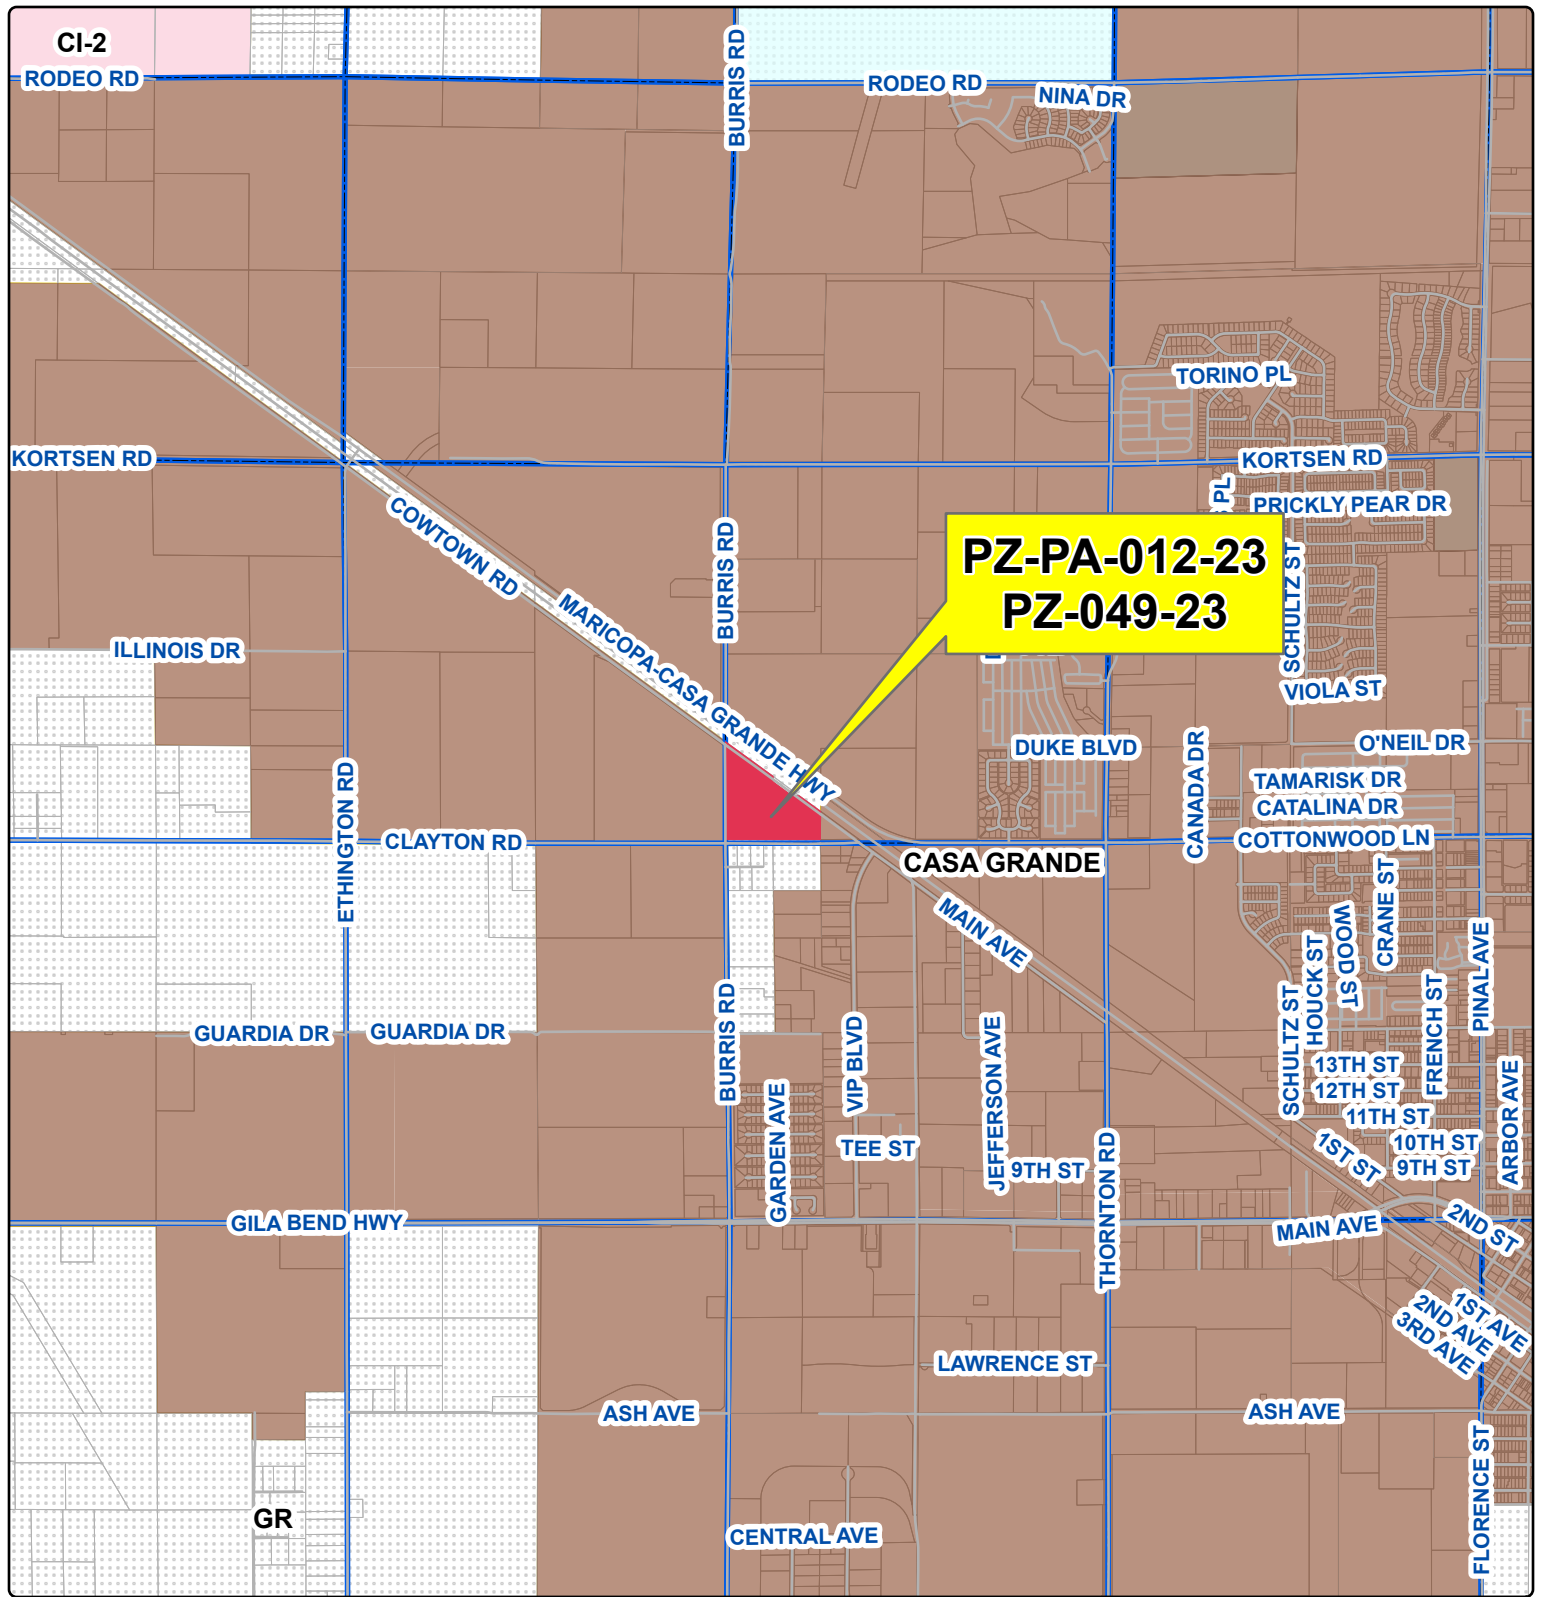 CI-2
RODEO RD
BURRIS RD
RODEO RD
NINA DR
TORINO PL
KORTSEN RD
KORTSEN RD
PL
PRICKLY PEAR DR
COWTOWN RD
BURRIS RD
PZ-PA-012-23
PZ-049-23
SCHULTZ ST
MARICOPA-CASA GRANDE HWY
ILLINOIS DR
VIOLA ST
DUKE BLVD
CANADA DR
O'NEIL DR
TAMARISK DR
CATALINA DR
ETHINGTON RD
CLAYTON RD
COTTONWOOD LN
CASA GRANDE
MAIN AVE
CRANE ST
WOOD ST
HOUCK ST
PINAL AVE
SCHULTZ ST
FRENCH ST
BURRIS RD
GUARDIA DR
GUARDIA DR
VIP BLVD
JEFFERSON AVE
13TH ST
12TH ST
11TH ST
ARBOR AVE
GARDEN AVE
TEE ST
9TH ST
THORNTON RD
1ST ST
10TH ST
9TH ST
GILA BEND HWY
MAIN AVE
2ND ST
1ST AVE
2ND AVE
3RD AVE
LAWRENCE ST
ASH AVE
ASH AVE
FLORENCE ST
GR
CENTRAL AVE